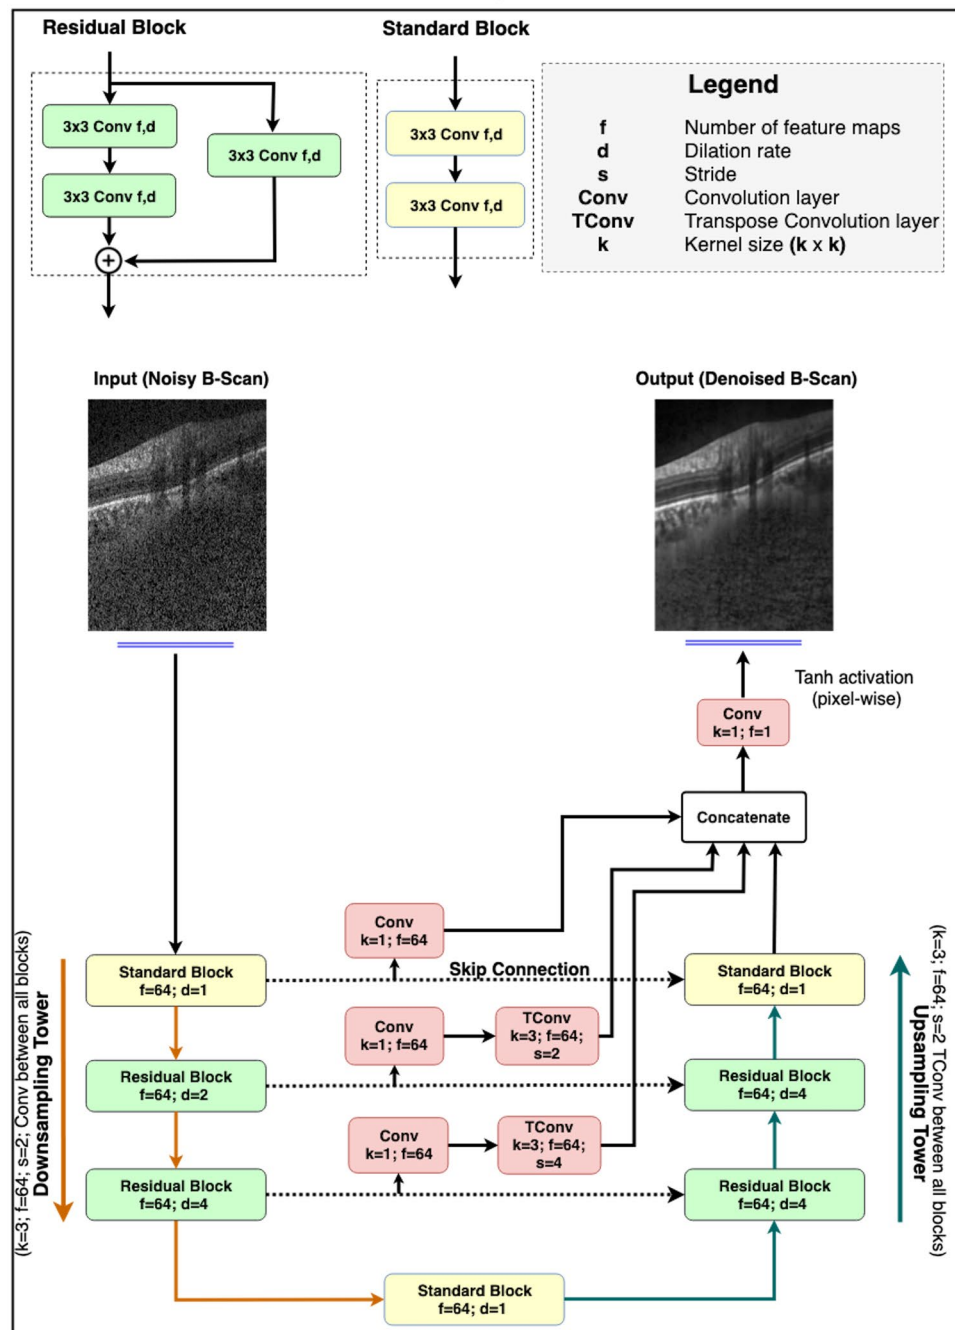 Residual Block
3x3 Conv f,d
3x3 Conv f,d
3x3 Conv f,d
+
Standard Block
3x3 Conv f,d
3x3 Conv f,d
Legend
f Number of feature maps
d Dilation rate
s Stride
Conv Convolution layer
TConv Transpose Convolution layer
k Kernel size (k x k)
Input (Noisy B-Scan)
Output (Denoised B-Scan)
Tanh activation
(pixel-wise)
Conv
k=1; f=1
Concatenate
Conv
k=1; f=64
Standard Block
f=64; d=1
Skip Connection
Standard Block
f=64; d=1
Conv
k=1; f=64
TConv
k=3; f=64;
s=2
Residual Block
f=64; d=2
Residual Block
f=64; d=4
Conv
k=1; f=64
TConv
k=3; f=64;
s=4
Residual Block
f=64; d=4
Residual Block
f=64; d=4
Standard Block
f=64; d=1
Downsampling Tower
(k=3; f=64; s=2; Conv between all blocks)
Upsampling Tower
(k=3; f=64; s=2 TConv between all blocks)